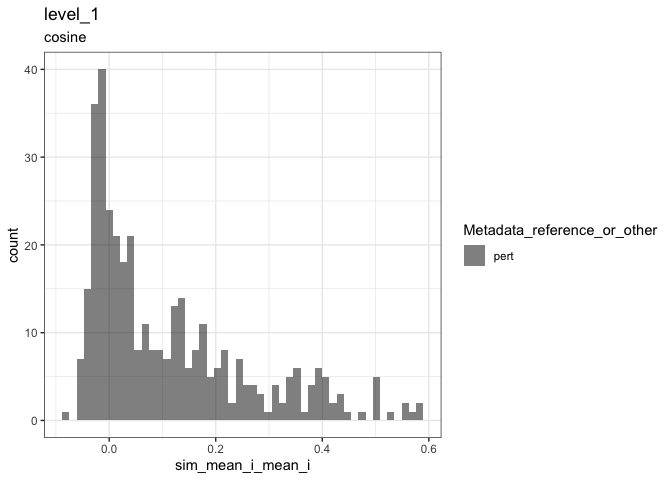 level_1
cosine
40
30
20
10
0
count
0.0
0.2
0.4
0.6
sim_mean_i_mean_i
Metadata_reference_or_other
pert